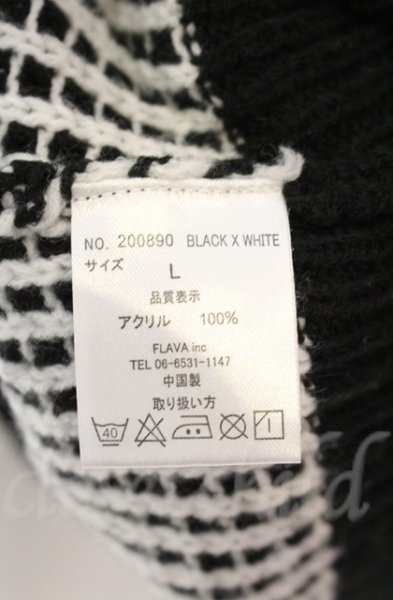 NO. 200890 BLACK X WHITE
サイズ
L
品質表示
アクリル 100%
FLAVA inc
TEL 06-6531-1147
中国製
取り扱い方
40